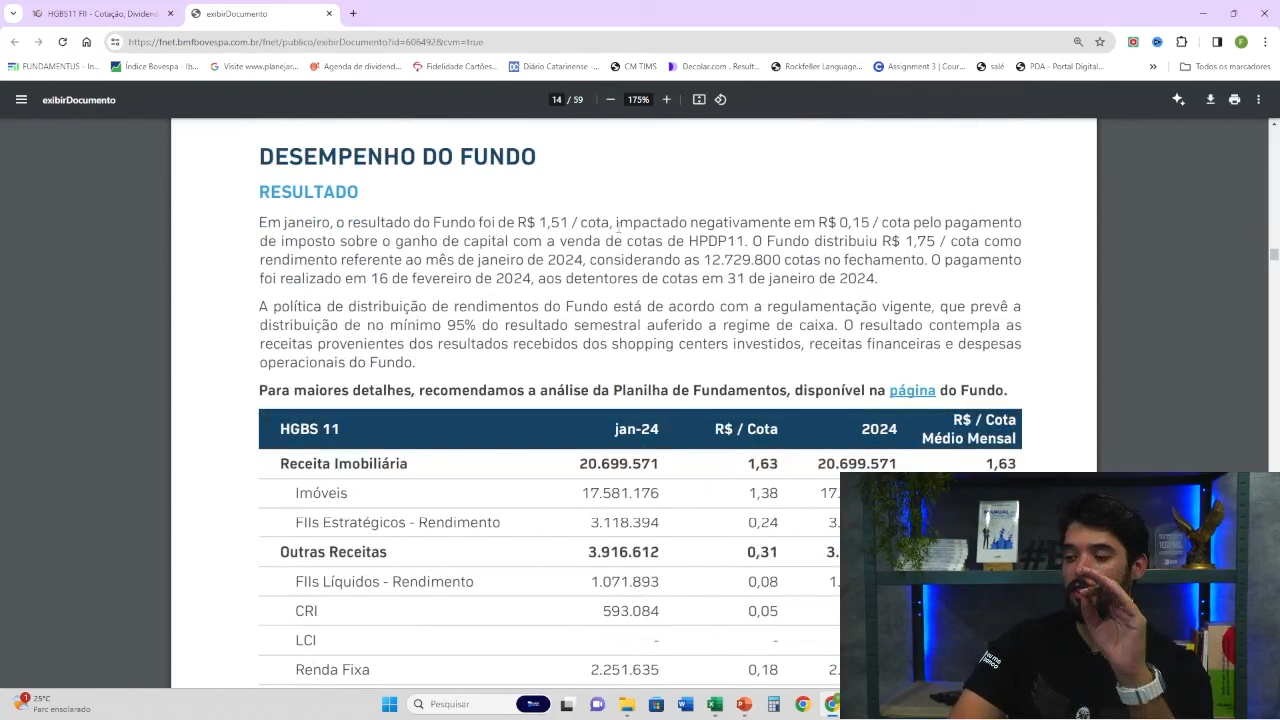 HGBS11 FII - Cotação, Dividend
exibirDocumento
https://fnet.bmfbovespa.com.br/fnet/publico/exibirDocumento?id=606492&cvm=true
FUNDAMENTUS - In...
Índice Bovespa - Ib...
Visite www.planejar...
Agenda de dividend...
Fidelidade Cartões...
Diário Catarinense -...
CM TIMS
Decolar.com . Result...
Rockfeller Language...
Assignment 3 | Cour...
salé
PDA - Portal Digital...
Todos os marcadores
exibirDocumento
14 / 59
175%
DESEMPENHO DO FUNDO
RESULTADO
Em janeiro, o resultado do Fundo foi de R$ 1,51 / cota, impactado negativamente em R$ 0,15 / cota pelo pagamento
de imposto sobre o ganho de capital com a venda de cotas de HPDP11. O Fundo distribuiu R$ 1,75 / cota como
rendimento referente ao mês de janeiro de 2024, considerando as 12.729.800 cotas no fechamento. O pagamento
foi realizado em 16 de fevereiro de 2024, aos detentores de cotas em 31 de janeiro de 2024.
A política de distribuição de rendimentos do Fundo está de acordo com a regulamentação vigente, que prevê a
distribuição de no mínimo 95% do resultado semestral auferido a regime de caixa. O resultado contempla as
receitas provenientes dos resultados recebidos dos shopping centers investidos, receitas financeiras e despesas
operacionais do Fundo.
Para maiores detalhes, recomendamos a análise da Planilha de Fundamentos, disponível na página do Fundo.
HGBS 11 jan-24 R$ / Cota 2024 R$ / Cota Médio Mensal
Receita Imobiliária 20.699.571 1,63 20.699.571 1,63
Imóveis 17.581.176 1,38 17.
FIIs Estratégicos - Rendimento 3.118.394 0,24 3.
Outras Receitas 3.916.612 0,31 3.
FIIs Líquidos - Rendimento 1.071.893 0,08 1.
CRI 593.084 0,05
LCI - -
Renda Fixa 2.251.635 0,18 2.
MANUAL
1
25°C
Parc ensolarado
Pesquisar